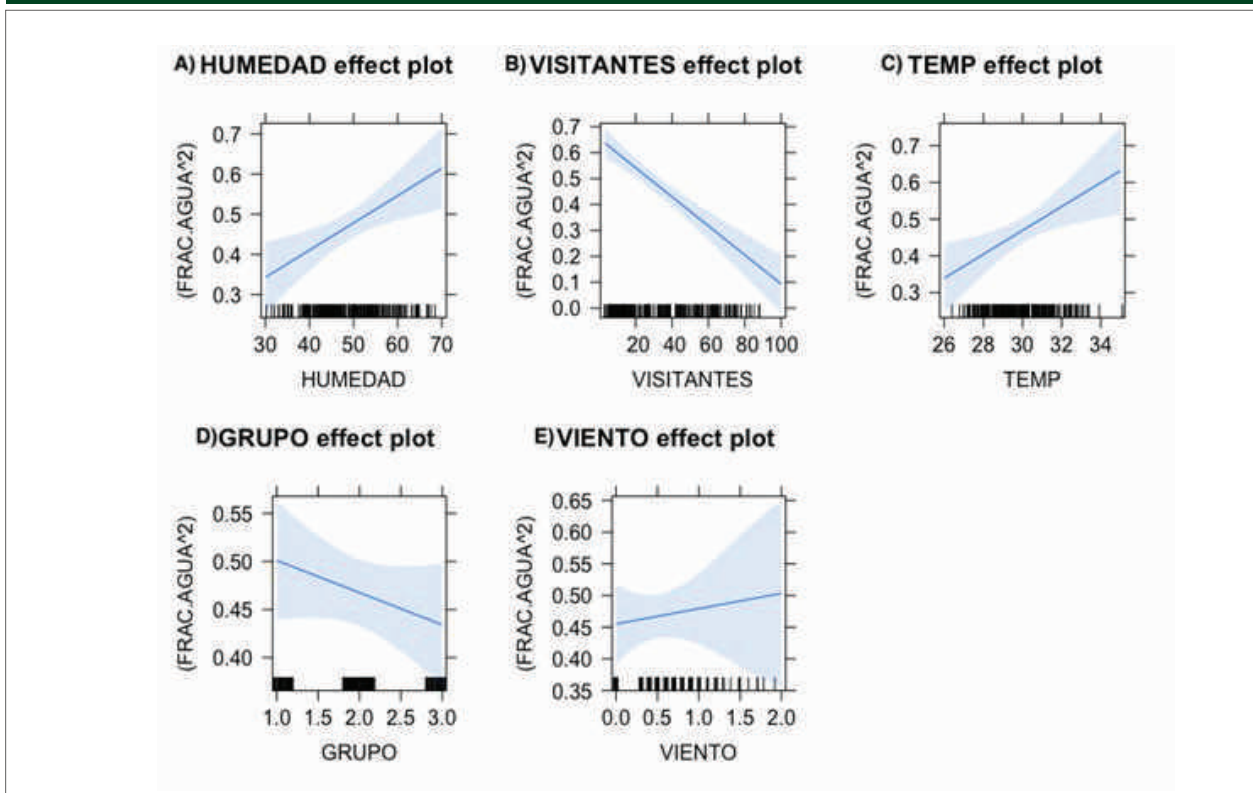 A) HUMEDAD effect plot
(FRAC.AGUA^2)
0.7
0.6
0.5
0.4
0.3
30 40 50 60 70
HUMEDAD
B) VISITANTES effect plot
(FRAC.AGUA^2)
0.7
0.6
0.5
0.4
0.3
0.2
0.1
0.0
20 40 60 80 100
VISITANTES
C) TEMP effect plot
(FRAC.AGUA^2)
0.7
0.6
0.5
0.4
0.3
26 28 30 32 34
TEMP
D)GRUPO effect plot
(FRAC.AGUA^2)
0.55
0.50
0.45
0.40
1.0 1.5 2.0 2.5 3.0
GRUPO
E)VIENTO effect plot
(FRAC.AGUA^2)
0.65
0.60
0.55
0.50
0.45
0.40
0.35
0.0 0.5 1.0 1.5 2.0
VIENTO